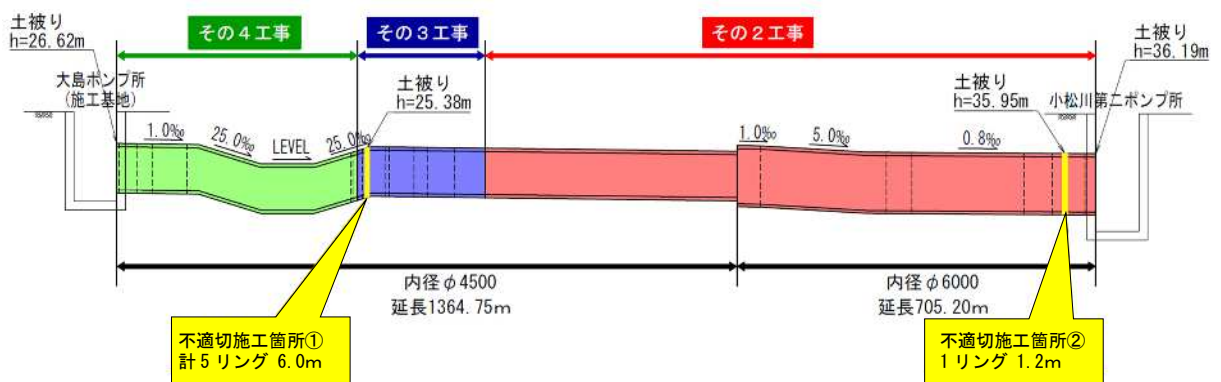 その4工事
その3工事
その2工事
土被り
h=26.62m
大島ポンプ所
(施工基地)
土被り
h=25.38m
土被り
h=35.95m
土被り
h=36.19m
小松川第二ポンプ所
1.0‰
25.0‰
LEVEL
25.0‰
1.0‰
5.0‰
0.8‰
内径φ4500
延長1364.75m
内径φ6000
延長705.20m
不適切施工箇所①
計5リング 6.0m
不適切施工箇所②
1リング 1.2m